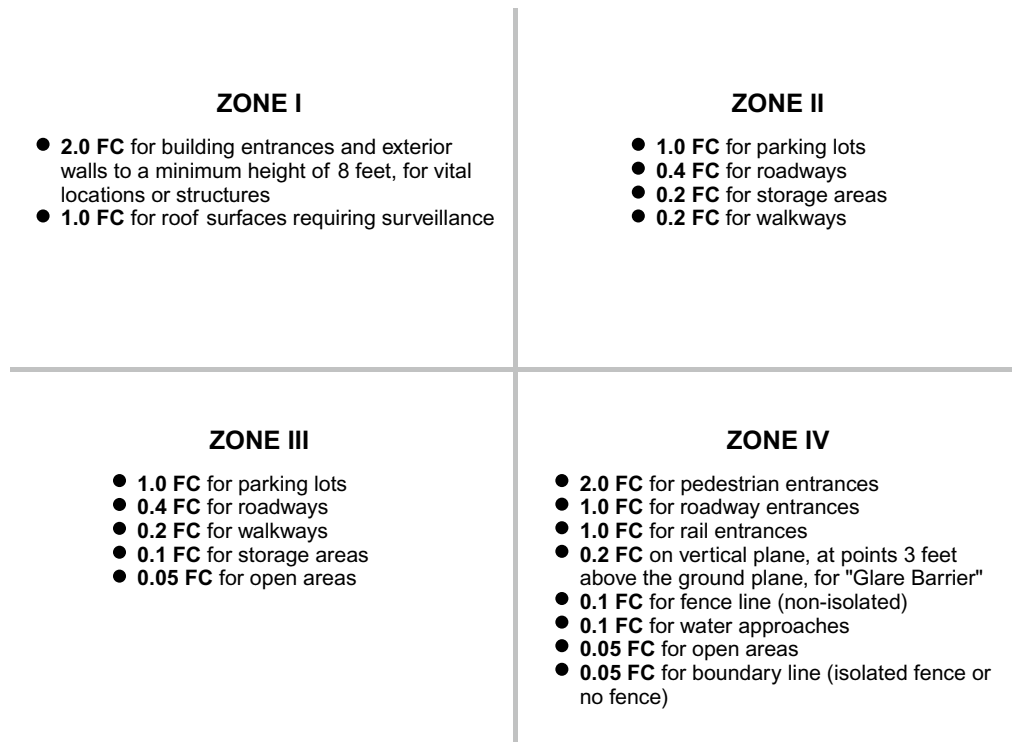 ZONE I
● 2.0 FC for building entrances and exterior
walls to a minimum height of 8 feet, for vital
locations or structures
● 1.0 FC for roof surfaces requiring surveillance
ZONE II
● 1.0 FC for parking lots
● 0.4 FC for roadways
● 0.2 FC for storage areas
● 0.2 FC for walkways
ZONE III
● 1.0 FC for parking lots
● 0.4 FC for roadways
● 0.2 FC for walkways
● 0.1 FC for storage areas
● 0.05 FC for open areas
ZONE IV
● 2.0 FC for pedestrian entrances
● 1.0 FC for roadway entrances
● 1.0 FC for rail entrances
● 0.2 FC on vertical plane, at points 3 feet
above the ground plane, for "Glare Barrier"
● 0.1 FC for fence line (non-isolated)
● 0.1 FC for water approaches
● 0.05 FC for open areas
● 0.05 FC for boundary line (isolated fence or
no fence)